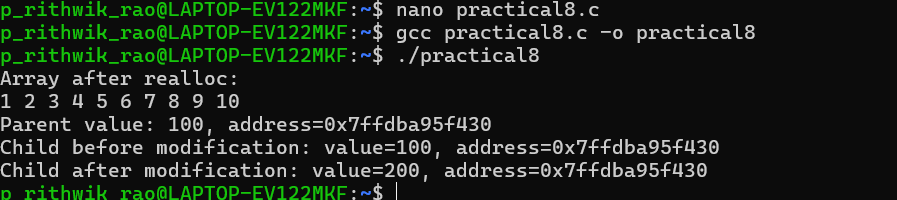 p_rithwik_rao@LAPTOP-EV122MKF:~$ nano practical8.c
p_rithwik_rao@LAPTOP-EV122MKF:~$ gcc practical8.c -o practical8
p_rithwik_rao@LAPTOP-EV122MKF:~$ ./practical8
Array after realloc:
1 2 3 4 5 6 7 8 9 10
Parent value: 100, address=0x7ffdba95f430
Child before modification: value=100, address=0x7ffdba95f430
Child after modification: value=200, address=0x7ffdba95f430
p_rithwik_rao@LAPTOP-EV122MKF:~$